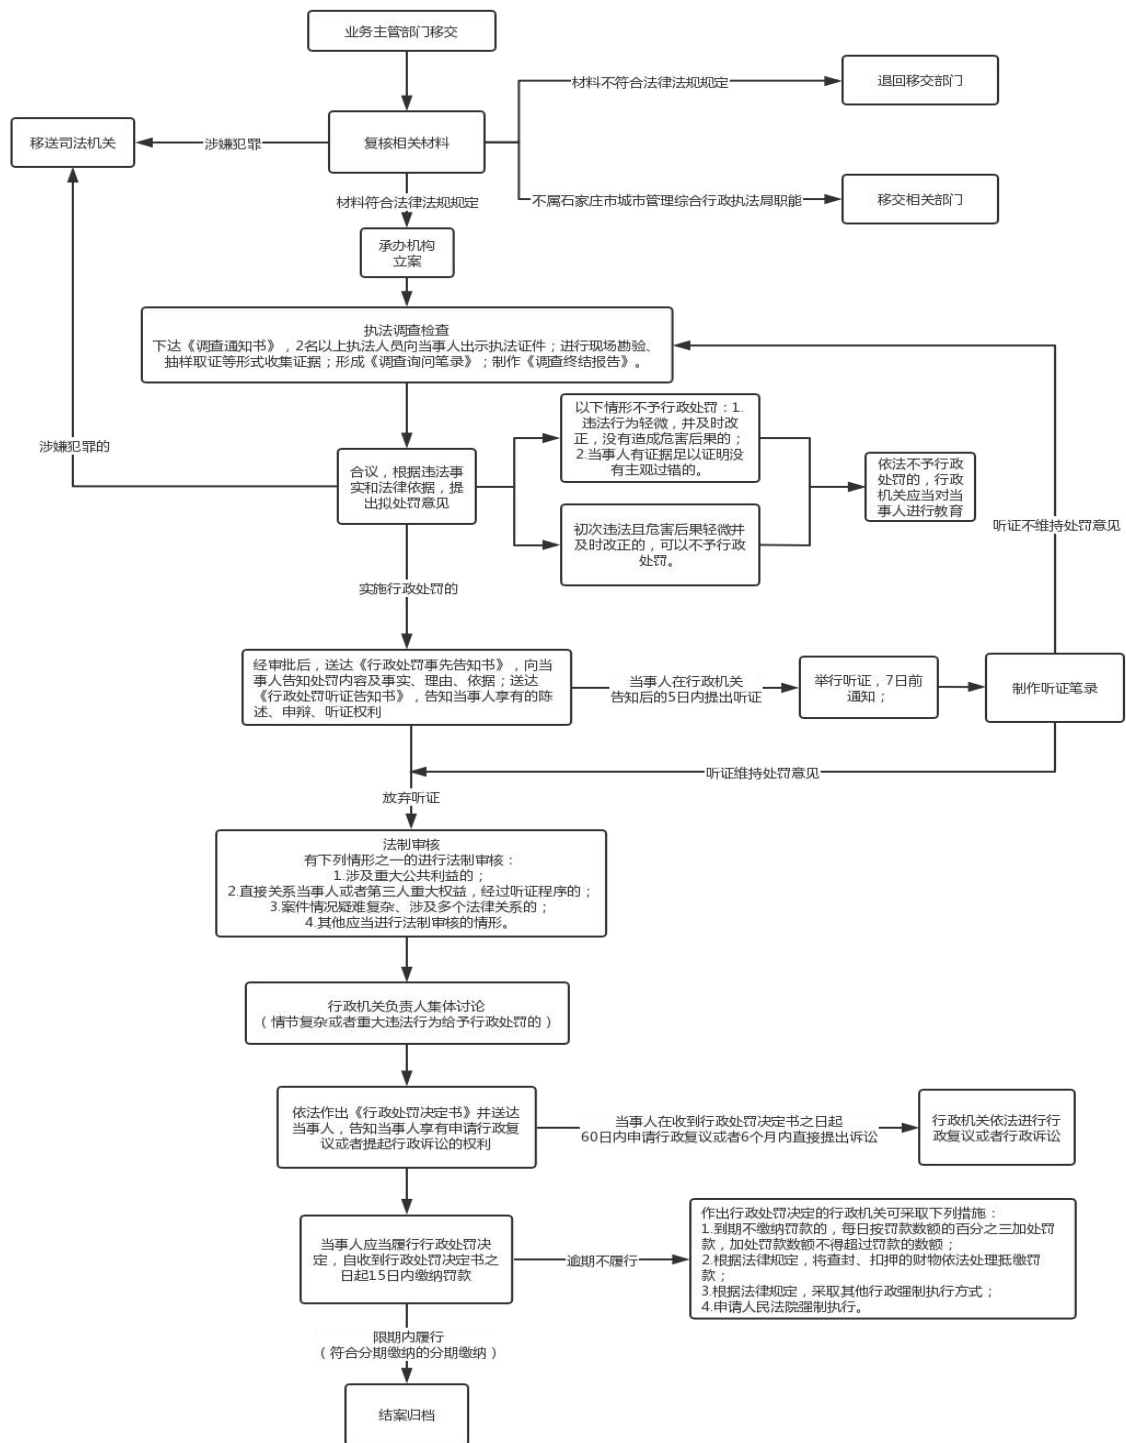 业务主管部门移交
材料不符合法律法规规定
退回移交部门
移送司法机关
涉嫌犯罪
复核相关材料
材料符合法律法规规定
不属石家庄市城市管理综合行政执法局职能
移交相关部门
承办机构
立案
执法调查检查
下达《调查通知书》，2名以上执法人员向当事人出示执法证件；进行现场勘验、
抽样取证等形式收集证据；形成《调查询问笔录》；制作《调查终结报告》。
涉嫌犯罪的
合议，根据违法事
实和法律依据，提
出拟处罚意见
以下情形不予行政处罚：1.
违法行为轻微，并及时改
正，没有造成危害后果的；
2.当事人有证据足以证明没
有主观过错的。
初次违法且危害后果轻微并
及时改正的，可以不予行政
处罚。
依法不予行政
处罚的，行政
机关应当对当
事人进行教育
听证不维持处罚意见
实施行政处罚的
经审批后，送达《行政处罚事先告知书》，向当
事人告知处罚内容及事实、理由、依据；送达
《行政处罚听证告知书》，告知当事人享有的陈
述、申辩、听证权利
当事人在行政机关
告知后的5日内提出听证
举行听证，7日前
通知；
制作听证笔录
听证维持处罚意见
放弃听证
法制审核
有下列情形之一的进行法制审核：
1.涉及重大公共利益的；
2.直接关系当事人或者第三人重大权益，经过听证程序的；
3.案件情况疑难复杂、涉及多个法律关系的；
4.其他应当进行法制审核的情形。
行政机关负责人集体讨论
（情节复杂或者重大违法行为给予行政处罚的）
依法作出《行政处罚决定书》并送达
当事人，告知当事人享有申请行政复
议或者提起行政诉讼的权利
当事人在收到行政处罚决定书之日起
60日内申请行政复议或者6个月内直接提出诉讼
行政机关依法进行行
政复议或者行政诉讼
当事人应当履行行政处罚决
定，自收到行政处罚决定书之
日起15日内缴纳罚款
逾期不履行
作出行政处罚决定的行政机关可采取下列措施：
1.到期不缴纳罚款的，每日按罚款数额的百分之三加处罚
款，加处罚款数额不得超过罚款的数额；
2.根据法律规定，将查封、扣押的财物依法处理抵缴罚
款；
3.根据法律规定，采取其他行政强制执行方式；
4.申请人民法院强制执行。
限期内履行
（符合分期缴纳的分期缴纳）
结案归档